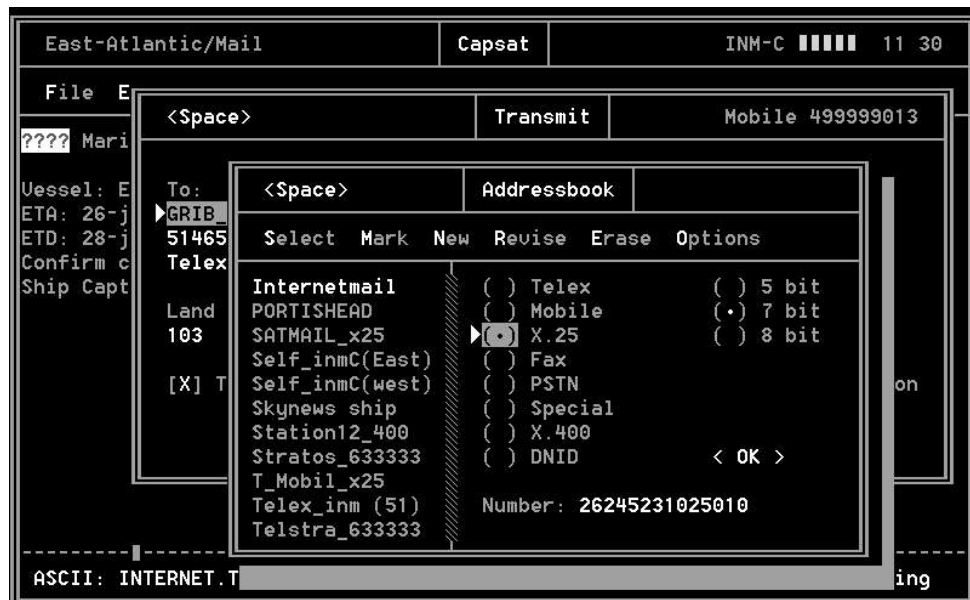 East-Atlantic/Mail Capsat INM-C 11 30
File E
<Space> Transmit Mobile 499999013
???? Mari
Vessel: E To:
<Space> Addressbook
ETA: 26-j GRIB_
ETD: 28-j 51465 Select Mark New Revise Erase Options
Confirm c Telex
Ship Capt Internetmail ( ) Telex ( ) 5 bit
Land PORTISHEAD ( ) Mobile (•) 7 bit
103 SATMAIL_x25 (•) X.25 ( ) 8 bit
Self_inmC(East) ( ) Fax
[X] T Self_inmC(west) ( ) PSTN on
Skynews ship ( ) Special
Station12_400 ( ) X.400
Stratos_633333 ( ) DNID < OK >
T_Mobil_x25
Telex_inm (51) Number: 26245231025010
Telstra_633333
ASCII: INTERNET.T ing